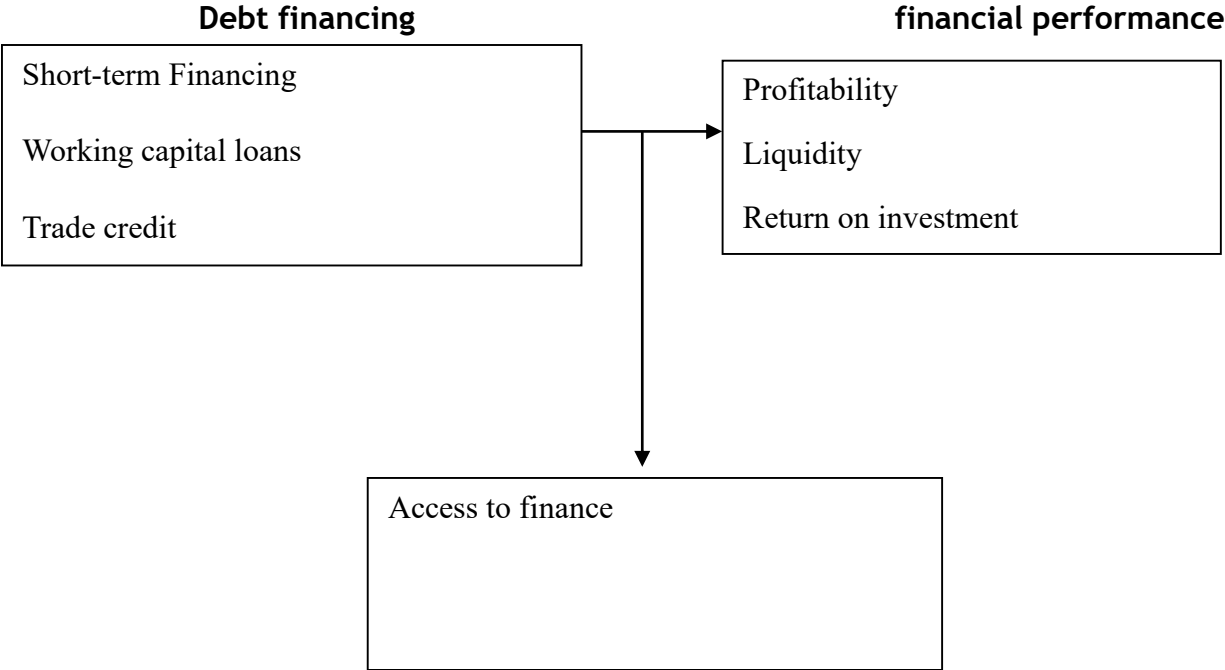 Debt financing
financial performance
Short-term Financing
Working capital loans
Trade credit
Profitability
Liquidity
Return on investment
Access to finance